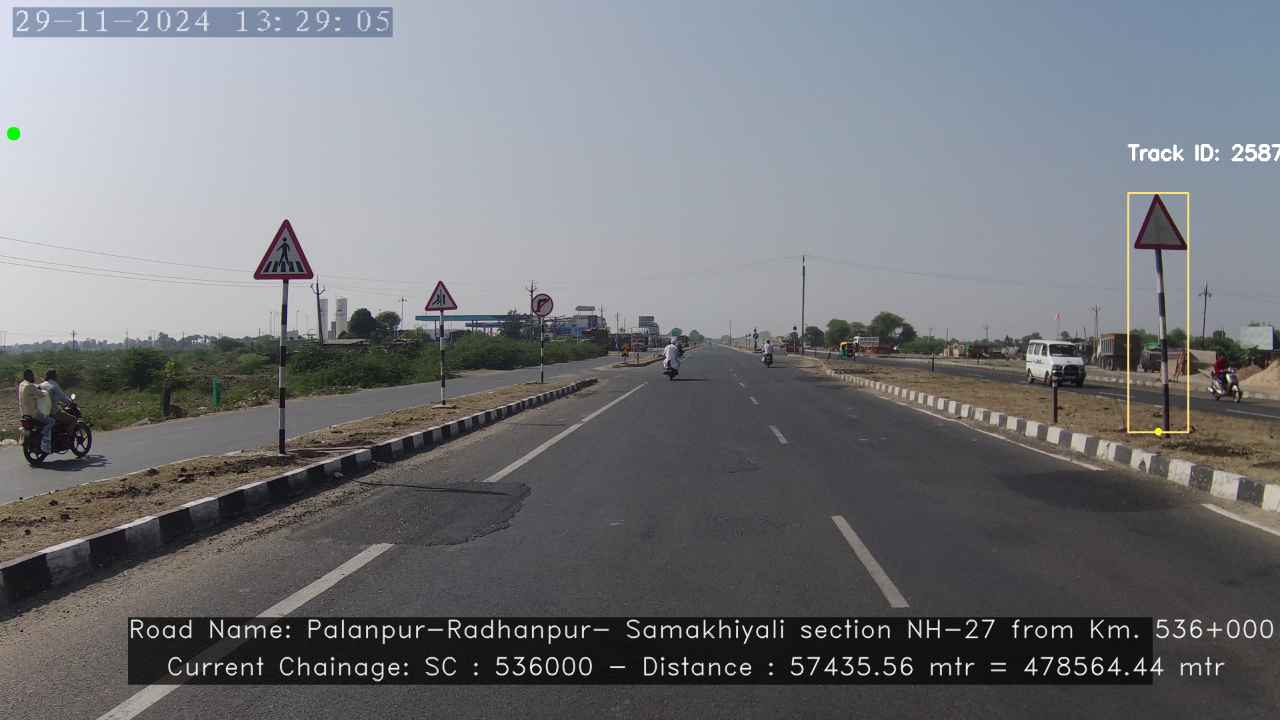 29-11-2024 13:29:05
Track ID: 2587
Road Name: Palanpur-Radhanpur- Samakhiyali section NH-27 from Km. 536+000
Current Chainage: SC : 536000 - Distance : 57435.56 mtr = 478564.44 mtr